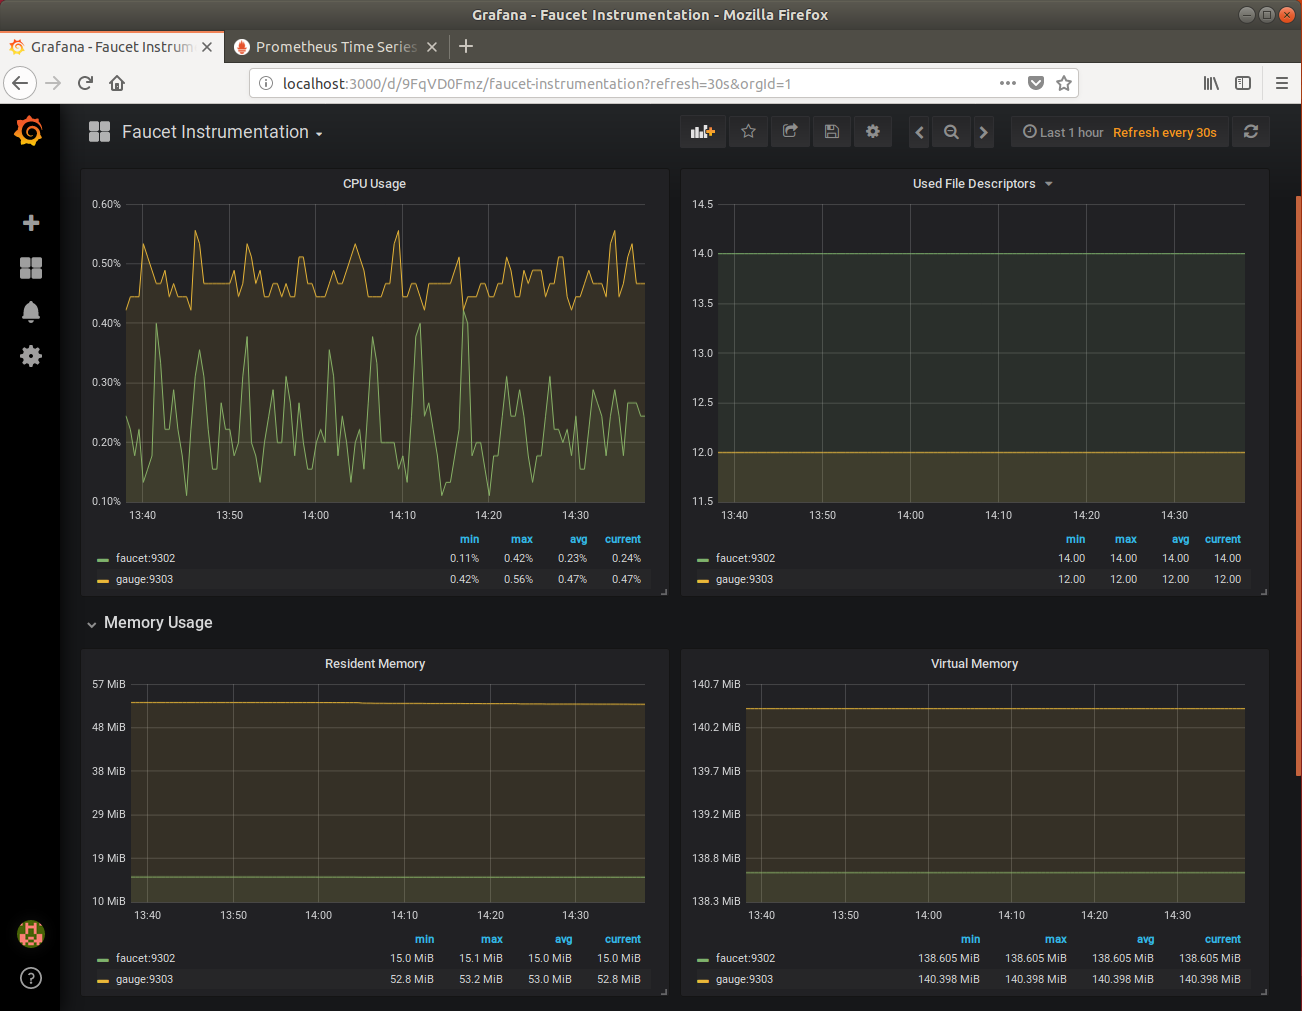 Grafana - Faucet Instrumentation - Mozilla Firefox
Grafana - Faucet Instrum
Prometheus Time Series
localhost:3000/d/9FqVD0Fmz/faucet-instrumentation?refresh=30s&orgId=1
Faucet Instrumentation
Last 1 hour Refresh every 30s
CPU Usage
0.60%
0.50%
0.40%
0.30%
0.20%
0.10%
13:40 13:50 14:00 14:10 14:20 14:30
min max avg current
faucet:9302 0.11% 0.42% 0.23% 0.24%
gauge:9303 0.42% 0.56% 0.47% 0.47%
Used File Descriptors
14.5
14.0
13.5
13.0
12.5
12.0
11.5
13:40 13:50 14:00 14:10 14:20 14:30
min max avg current
faucet:9302 14.00 14.00 14.00 14.00
gauge:9303 12.00 12.00 12.00 12.00
Memory Usage
Resident Memory
57 MiB
48 MiB
38 MiB
29 MiB
19 MiB
10 MiB
13:40 13:50 14:00 14:10 14:20 14:30
min max avg current
faucet:9302 15.0 MiB 15.1 MiB 15.0 MiB 15.0 MiB
gauge:9303 52.8 MiB 53.2 MiB 53.0 MiB 52.8 MiB
Virtual Memory
140.7 MiB
140.2 MiB
139.7 MiB
139.2 MiB
138.8 MiB
138.3 MiB
13:40 13:50 14:00 14:10 14:20 14:30
min max avg current
faucet:9302 138.605 MiB 138.605 MiB 138.605 MiB 138.605 MiB
gauge:9303 140.398 MiB 140.398 MiB 140.398 MiB 140.398 MiB